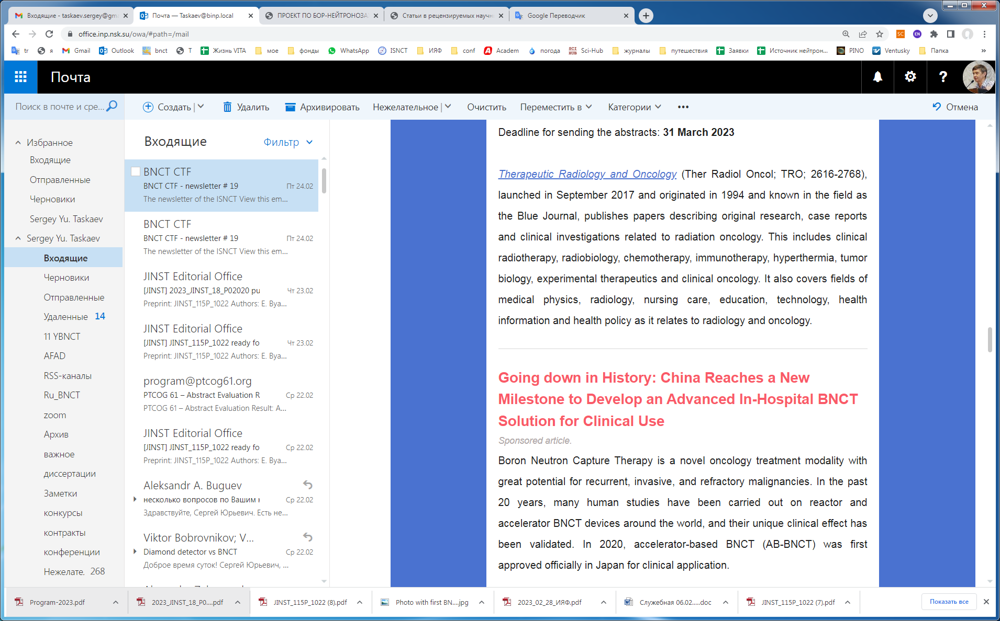 Входящие - taskaev.sergey@gma
Почта — Taskaev@binp.local
ПРОЕКТ ПО БОР-НЕЙТРОНОЗА
Статьи в рецензируемых научн
Google Переводчик
office.inp.nsk.su/owa/#path=/mail
SC
EN
tr
я
Gmail
Outlook
bnct
T
Жизнь VITA
мое
фонды
WhatsApp
ISNCT
ИЯФ
conf
Academ
погода
SCI HUB
Sci-Hub
журналы
путешествия
Заявки
Источник нейтрон...
PINO
Ventusky
Папка
»
Почта
?
Поиск в почте и сре...
Создать
Удалить
Архивировать
Нежелательное
Очистить
Переместить в
Категории
•••
Отмена
Избранное
Входящие
Отправленные
Черновики
Sergey Yu. Taskaev
Sergey Yu. Taskaev
Входящие
Черновики
Отправленные
Удаленные 14
11 YBNCT
AFAD
RSS-каналы
Ru_BNCT
zoom
Архив
важное
диссертации
Заметки
конкурсы
контракты
конференции
Нежелате. 268
Входящие
Фильтр
BNCT CTF
BNCT CTF - newsletter # 19 Пт 24.02
The newsletter of the ISNCT View this em...
BNCT CTF
BNCT CTF - newsletter # 19 Пт 24.02
The newsletter of the ISNCT View this em...
JINST Editorial Office
[JINST] 2023_JINST_18_P02020 pu Чт 23.02
Preprint: JINST_115P_1022 Authors: E. Bya...
JINST Editorial Office
[JINST] JINST_115P_1022 ready fo Чт 23.02
Preprint: JINST_115P_1022 Authors: E. Bya...
program@ptcog61.org
PTCOG 61 – Abstract Evaluation R Ср 22.02
PTCOG 61 – Abstract Evaluation Result: A...
JINST Editorial Office
[JINST] JINST_115P_1022 ready fo Ср 22.02
Preprint: JINST_115P_1022 Authors: E. Bya...
Aleksandr A. Buguev
несколько вопросов по Вашим Ср 22.02
Здравствуйте, Сергей Юрьевич. Есть не...
Viktor Bobrovnikov; V...
Diamond detector vs BNCT Ср 22.02
Доброе время суток! Сергей Юрьевич, ...
Deadline for sending the abstracts: 31 March 2023
Therapeutic Radiology and Oncology (Ther Radiol Oncol; TRO; 2616-2768),
launched in September 2017 and originated in 1994 and known in the field as
the Blue Journal, publishes papers describing original research, case reports
and clinical investigations related to radiation oncology. This includes clinical
radiotherapy, radiobiology, chemotherapy, immunotherapy, hyperthermia, tumor
biology, experimental therapeutics and clinical oncology. It also covers fields of
medical physics, radiology, nursing care, education, technology, health
information and health policy as it relates to radiology and oncology.
Going down in History: China Reaches a New
Milestone to Develop an Advanced In-Hospital BNCT
Solution for Clinical Use
Sponsored article.
Boron Neutron Capture Therapy is a novel oncology treatment modality with
great potential for recurrent, invasive, and refractory malignancies. In the past
20 years, many human studies have been carried out on reactor and
accelerator BNCT devices around the world, and their unique clinical effect has
been validated. In 2020, accelerator-based BNCT (AB-BNCT) was first
approved officially in Japan for clinical application.
Program-2023.pdf
2023_JINST_18_P0....pdf
JINST_115P_1022 (8).pdf
Photo with first BN....jpg
2023_02_28_ИЯФ.pdf
Служебная 06.02.....doc
JINST_115P_1022 (7).pdf
Показать все